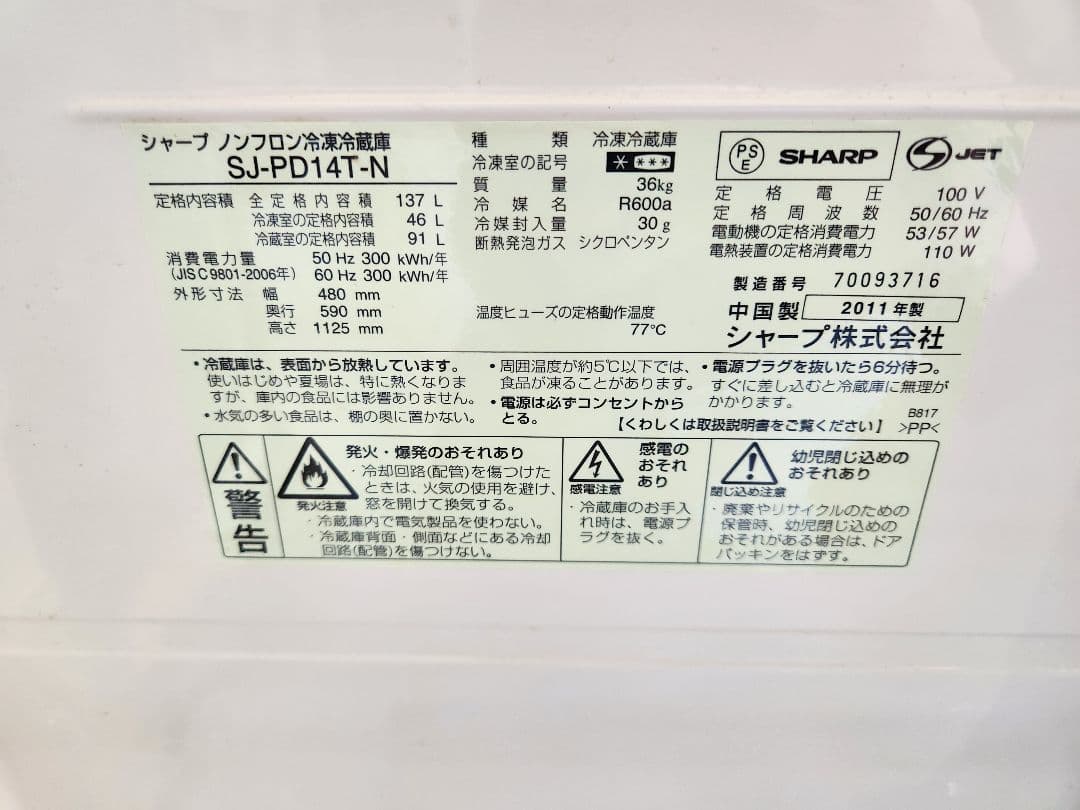 シャープ ノンフロン冷凍冷蔵庫
SJ-PD14T-N
定格内容積 全定格内容積 137 L
冷凍室の定格内容積 46 L
冷蔵室の定格内容積 91 L
消費電力量 50 Hz 300 kWh/年
(JIS C 9801-2006年) 60 Hz 300 kWh/年
外形寸法 幅 480 mm
奥行 590 mm
高さ 1125 mm
種類 冷凍冷蔵庫
冷凍室の記号
質量 36kg
冷媒名 R600a
冷媒封入量 30 g
断熱発泡ガス シクロペンタン
温度ヒューズの定格動作温度
77℃
PSE SHARP S JET
定格電圧 100 V
定格周波数 50/60 Hz
電動機の定格消費電力 53/57 W
電熱装置の定格消費電力 110 W
製造番号 70093716
中国製 2011年製
シャープ株式会社
・冷蔵庫は、表面から放熱しています。
使いはじめや夏場は、特に熱くなりま
すが、庫内の食品には影響ありません。
・水気の多い食品は、棚の奥に置かない。
・周囲温度が約5℃以下では、
食品が凍ることがあります。
・電源は必ずコンセントから
とる。
・電源プラグを抜いたら6分待つ。
すぐに差し込むと冷蔵庫に無理が
かかります。
【くわしくは取扱説明書をご覧ください】
B817
>PP<
警告
発火注意
発火・爆発のおそれあり
・冷却回路(配管)を傷つけた
ときは、火気の使用を避け、
窓を開けて換気する。
・冷蔵庫内で電気製品を使わない。
・冷蔵庫背面・側面などにある冷却
回路(配管)を傷つけない。
感電注意
感電の
おそれ
あり
・冷蔵庫のお手入
れ時は、電源プ
ラグを抜く。
閉じ込め注意
幼児閉じ込めの
おそれあり
・廃棄やリサイクルのための
保管時、幼児閉じ込めの
おそれがある場合は、ドア
パッキンをはずす。